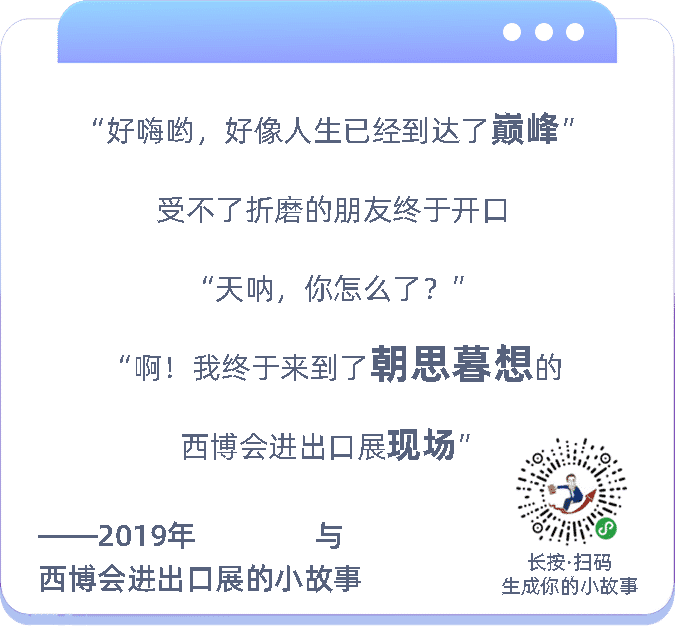 “好嗨哟，好像人生已经到达了巅峰”
受不了折磨的朋友终于开口
“天呐，你怎么了？”
“啊！我终于来到了朝思暮想的
西博会进出口展现场”
——2019年 与
西博会进出口展的小故事
长按·扫码
生成你的小故事